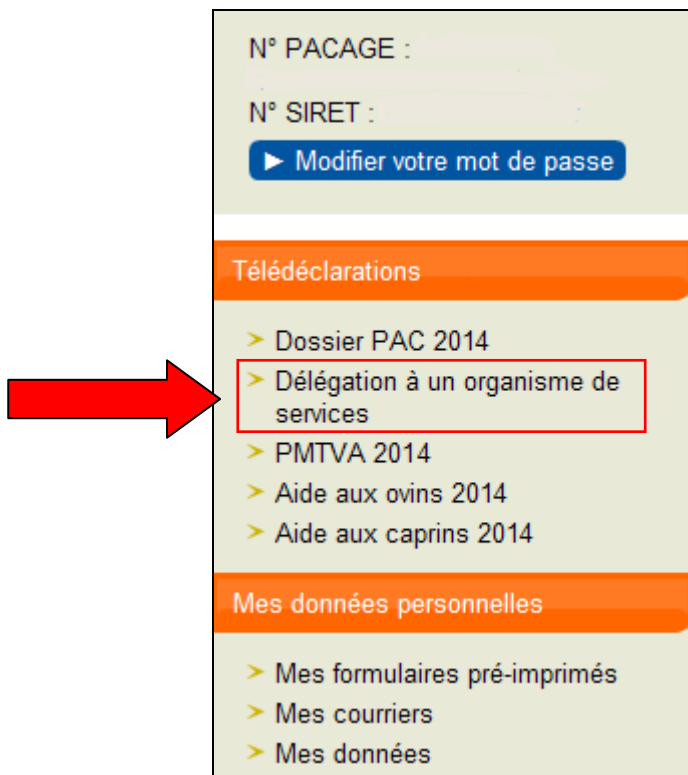 N° PACAGE :
N° SIRET :
► Modifier votre mot de passe
Télédéclarations
> Dossier PAC 2014
> Délégation à un organisme de
services
> PMTVA 2014
> Aide aux ovins 2014
> Aide aux caprins 2014
Mes données personnelles
> Mes formulaires pré-imprimés
> Mes courriers
> Mes données